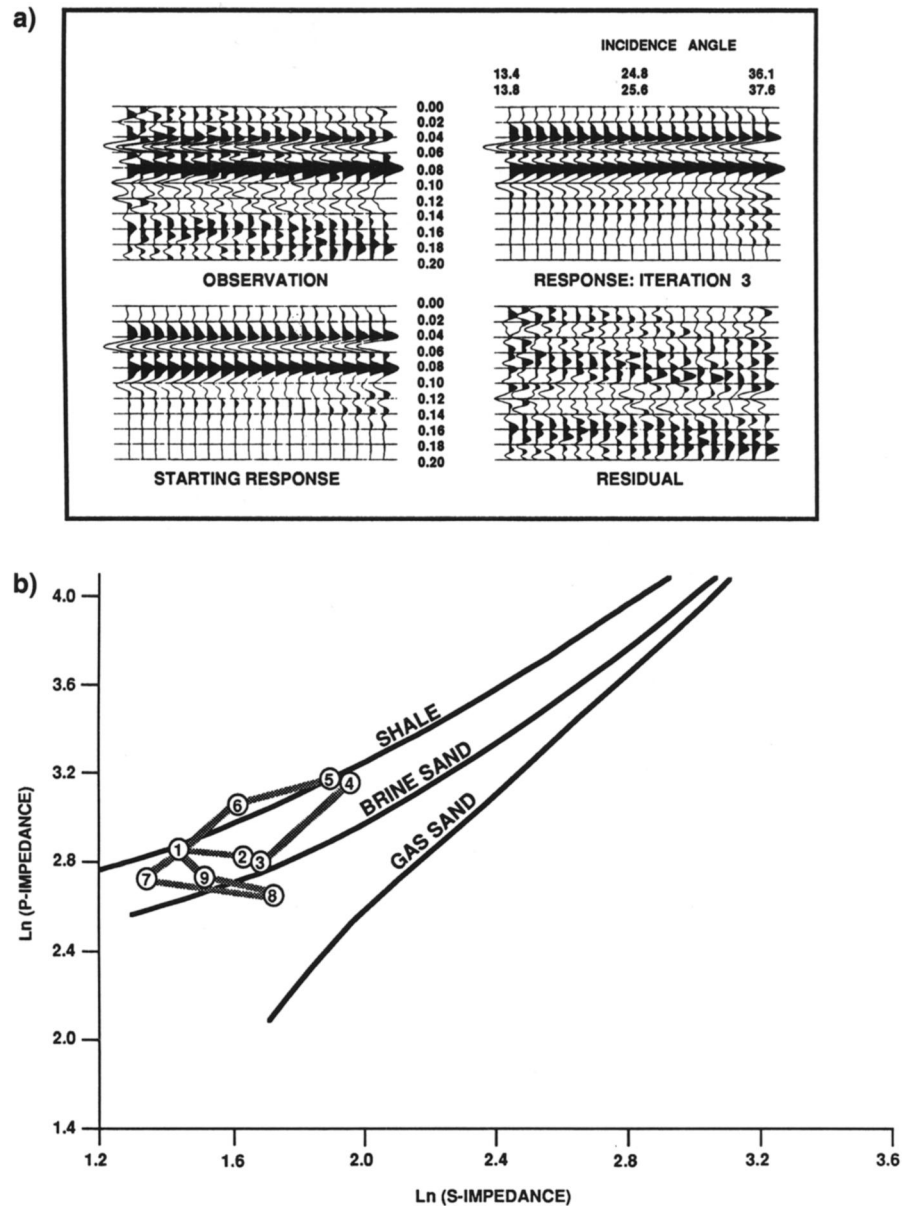 a)
INCIDENCE ANGLE
13.4 24.8 36.1
13.8 25.6 37.6
0.00
0.02
0.04
0.06
0.08
0.10
0.12
0.14
0.16
0.18
0.20
OBSERVATION
RESPONSE: ITERATION 3
0.00
0.02
0.04
0.06
0.08
0.10
0.12
0.14
0.16
0.18
0.20
STARTING RESPONSE
RESIDUAL
b)
Ln (P-IMPEDANCE)
4.0
3.6
3.2
2.8
2.4
2.0
1.4
SHALE
BRINE SAND
GAS SAND
5
4
6
1
2
3
7
9
8
1.2 1.6 2.0 2.4 2.8 3.2 3.6
Ln (S-IMPEDANCE)